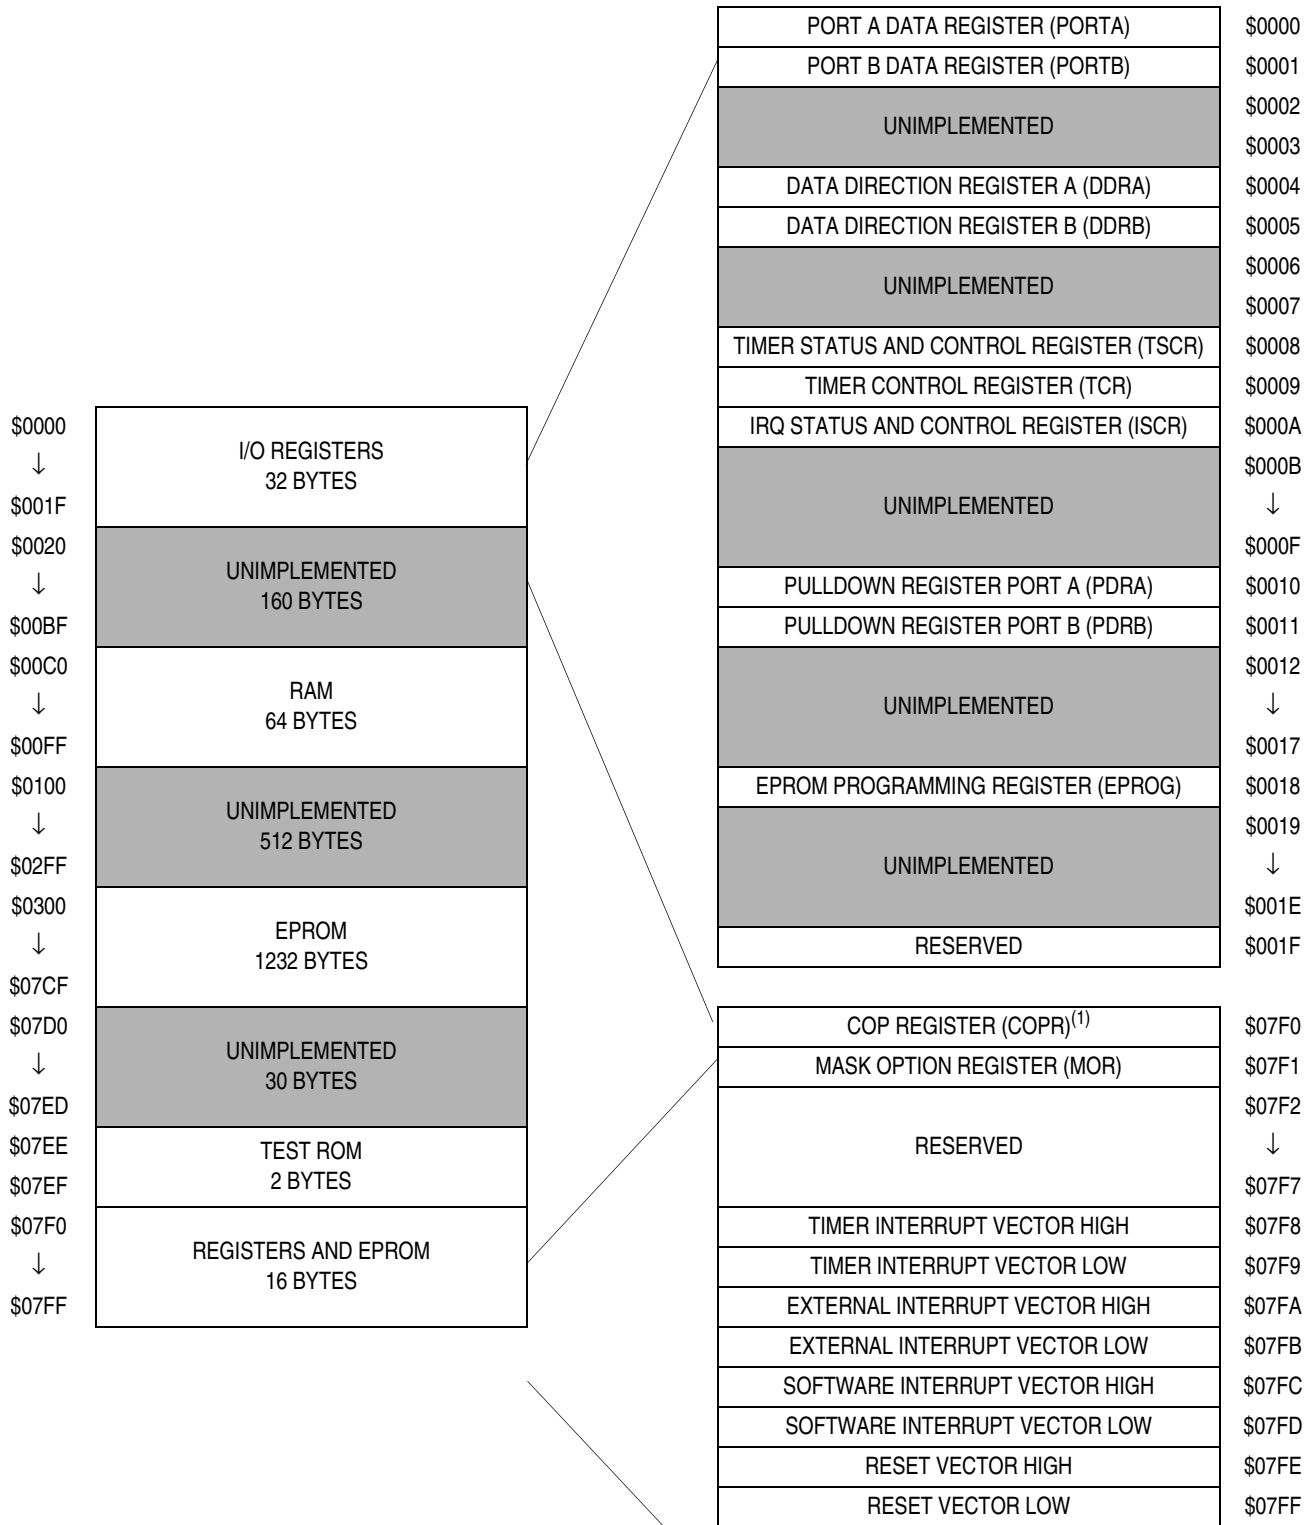 $0000
↓
$001F
I/O REGISTERS
32 BYTES
$0020
↓
$00BF
UNIMPLEMENTED
160 BYTES
$00C0
↓
$00FF
RAM
64 BYTES
$0100
↓
$02FF
UNIMPLEMENTED
512 BYTES
$0300
↓
$07CF
EPROM
1232 BYTES
$07D0
↓
$07ED
UNIMPLEMENTED
30 BYTES
$07EE
$07EF
TEST ROM
2 BYTES
$07F0
↓
$07FF
REGISTERS AND EPROM
16 BYTES
PORT A DATA REGISTER (PORTA) $0000
PORT B DATA REGISTER (PORTB) $0001
UNIMPLEMENTED
$0002
$0003
DATA DIRECTION REGISTER A (DDRA) $0004
DATA DIRECTION REGISTER B (DDRB) $0005
UNIMPLEMENTED
$0006
$0007
TIMER STATUS AND CONTROL REGISTER (TSCR) $0008
TIMER CONTROL REGISTER (TCR) $0009
IRQ STATUS AND CONTROL REGISTER (ISCR) $000A
UNIMPLEMENTED
$000B
↓
$000F
PULLDOWN REGISTER PORT A (PDRA) $0010
PULLDOWN REGISTER PORT B (PDRB) $0011
UNIMPLEMENTED
$0012
↓
$0017
EPROM PROGRAMMING REGISTER (EPROG) $0018
UNIMPLEMENTED
$0019
↓
$001E
RESERVED $001F
COP REGISTER (COPR)(1) $07F0
MASK OPTION REGISTER (MOR) $07F1
RESERVED
$07F2
↓
$07F7
TIMER INTERRUPT VECTOR HIGH $07F8
TIMER INTERRUPT VECTOR LOW $07F9
EXTERNAL INTERRUPT VECTOR HIGH $07FA
EXTERNAL INTERRUPT VECTOR LOW $07FB
SOFTWARE INTERRUPT VECTOR HIGH $07FC
SOFTWARE INTERRUPT VECTOR LOW $07FD
RESET VECTOR HIGH $07FE
RESET VECTOR LOW $07FF